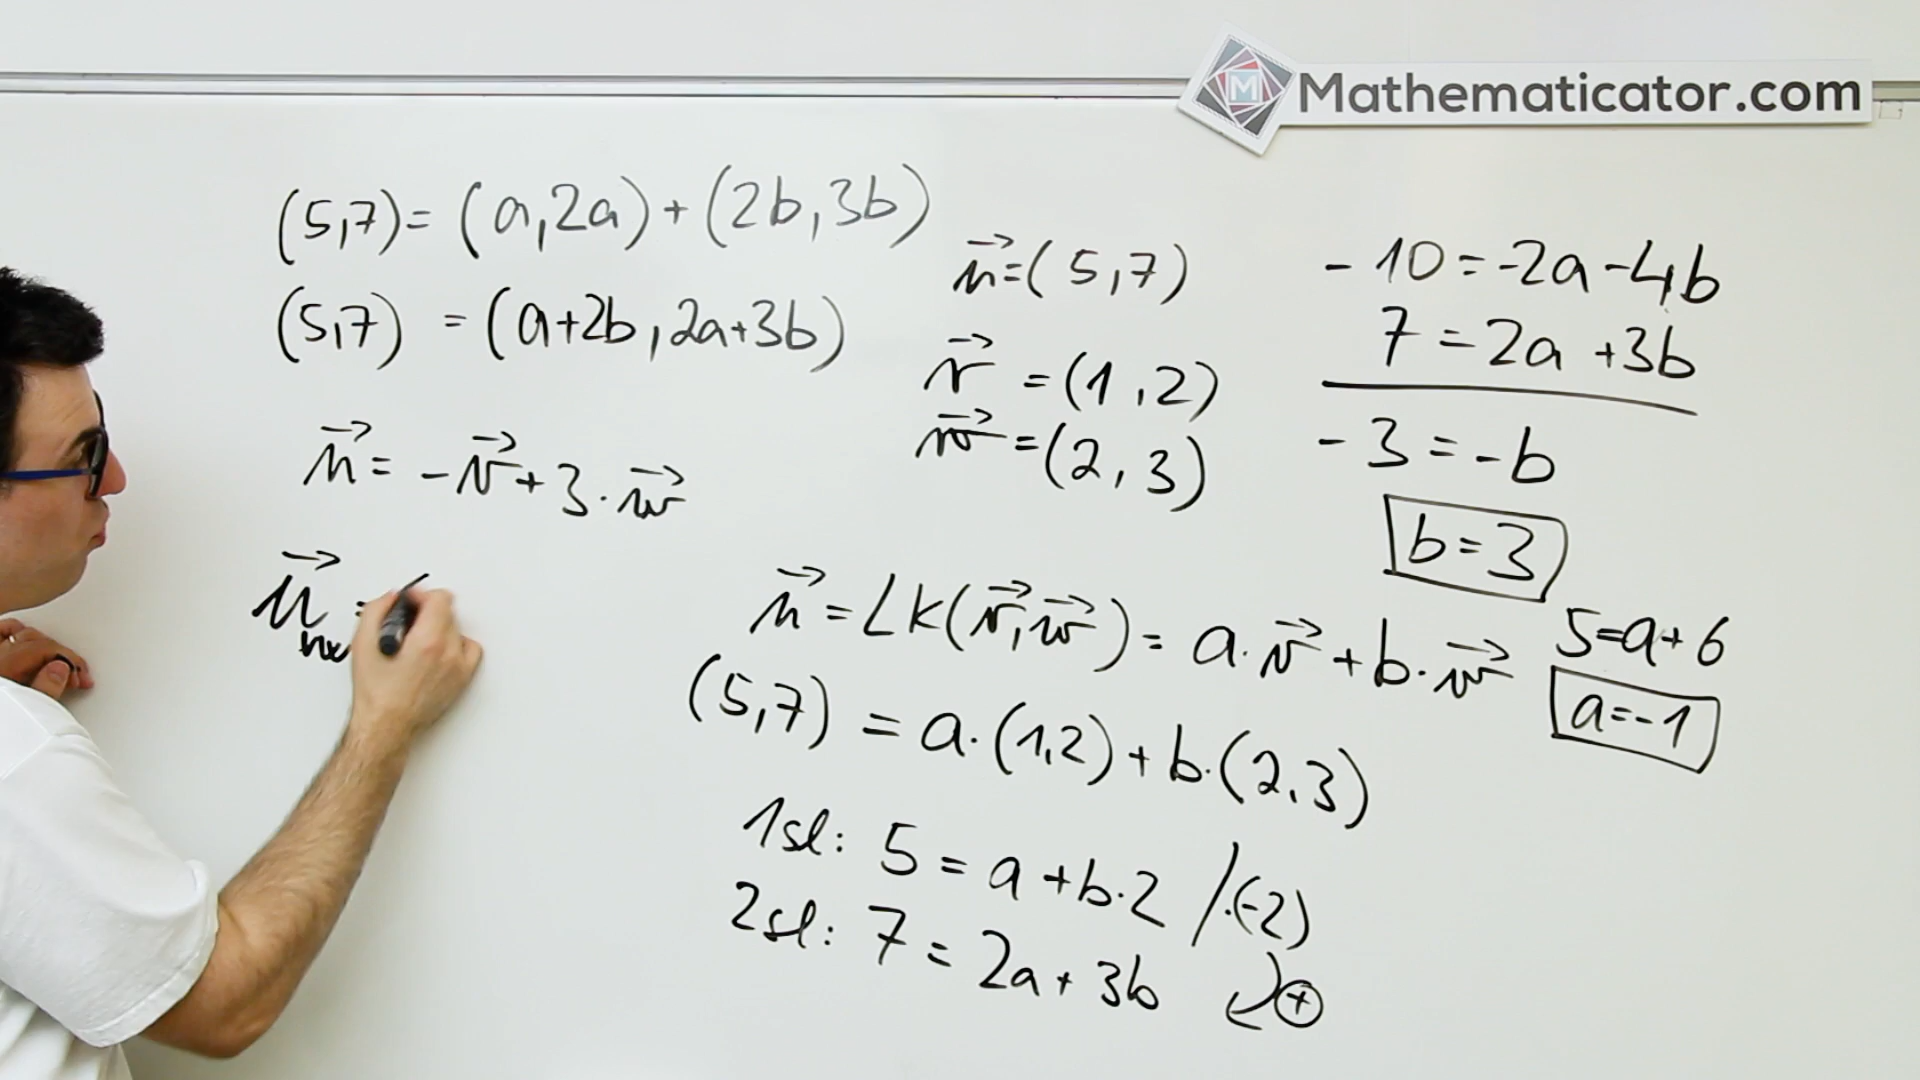 Mathematicator.com
(5,7) = (a,2a) + (2b,3b)
(5,7) = (a+2b, 2a+3b)
u⃗ = -v⃗ + 3·w⃗
u⃗ = (5,7)
v⃗ = (1,2)
w⃗ = (2,3)
-10 = -2a -4b
7 = 2a +3b
-3 = -b
b=3
5=a+6
a=-1
u⃗ = LK(v⃗,w⃗) = a·v⃗ + b·w⃗
(5,7) = a·(1,2) + b·(2,3)
1sl: 5 = a + b·2 /·(-2)
2sl: 7 = 2a + 3b
+